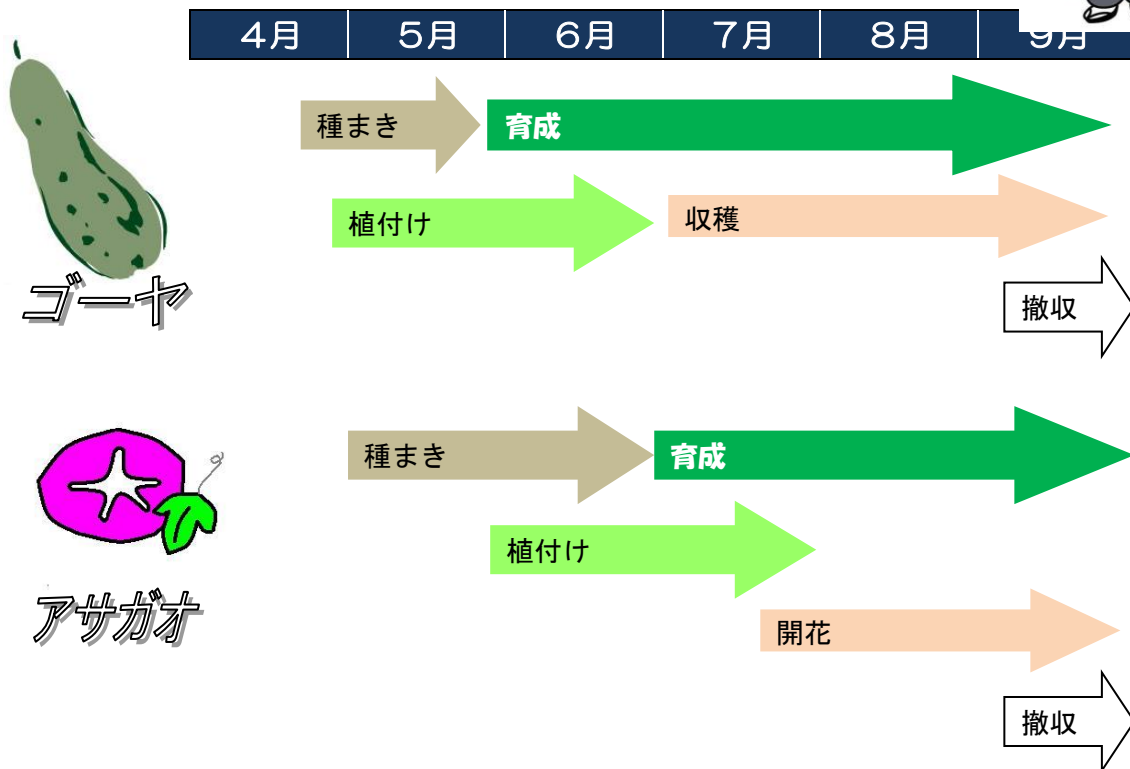 4月 5月 6月 7月 8月 9月
種まき 育成
植付け 収穫
ゴーヤ
撤収
種まき 育成
植付け
アサガオ
開花
撤収